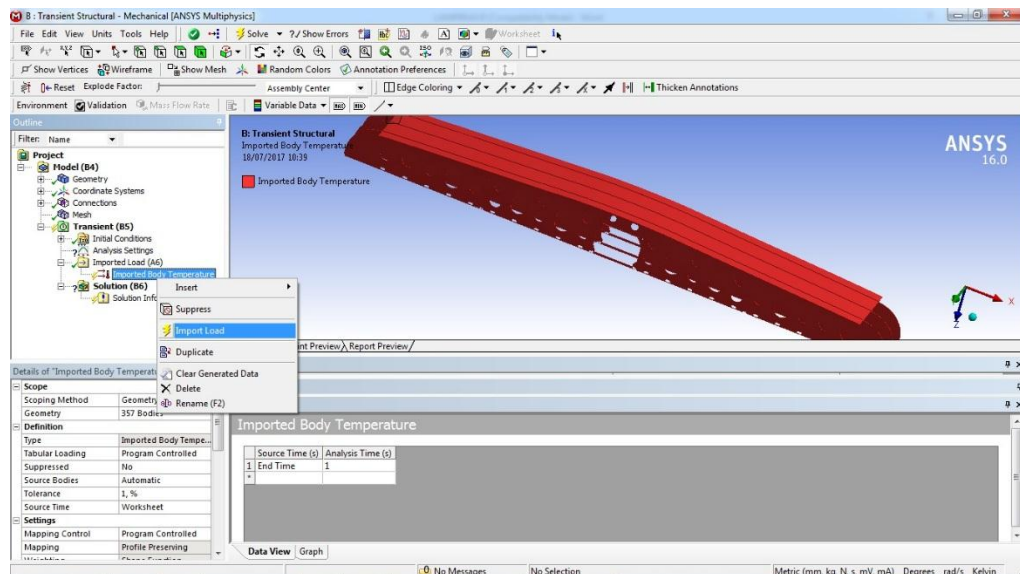 B : Transient Structural - Mechanical [ANSYS Multiphysics]
File Edit View Units Tools Help Solve ?/ Show Errors A Worksheet
Show Vertices Wireframe Show Mesh Random Colors Annotation Preferences
Reset Explode Factor: Assembly Center Edge Coloring Thicken Annotations
Environment Validation Mass Flow Rate Variable Data
Outline
Filter: Name
Project
Model (B4)
Geometry
Coordinate Systems
Connections
Mesh
Transient (B5)
Initial Conditions
Analysis Settings
Imported Load (A6)
Imported Body Temperature
Solution (B6)
Solution Info
Insert
Suppress
Import Load
Duplicate
Clear Generated Data
Delete
Rename (F2)
B: Transient Structural
Imported Body Temperature
18/07/2017 10:39
Imported Body Temperature
ANSYS
16.0
X
Z
int Preview Report Preview
Details of "Imported Body Temperat
Scope
Scoping Method Geometr
Geometry 357 Bodies
Definition
Type Imported Body Tempe...
Tabular Loading Program Controlled
Suppressed No
Source Bodies Automatic
Tolerance 1, %
Source Time Worksheet
Settings
Mapping Control Program Controlled
Mapping Profile Preserving
Imported Body Temperature
Source Time (s) Analysis Time (s)
1 End Time 1
*
Data View Graph
No Messages No Selection Metric (mm, kg, N, s, mV, mA) Degrees rad/s Kelvin